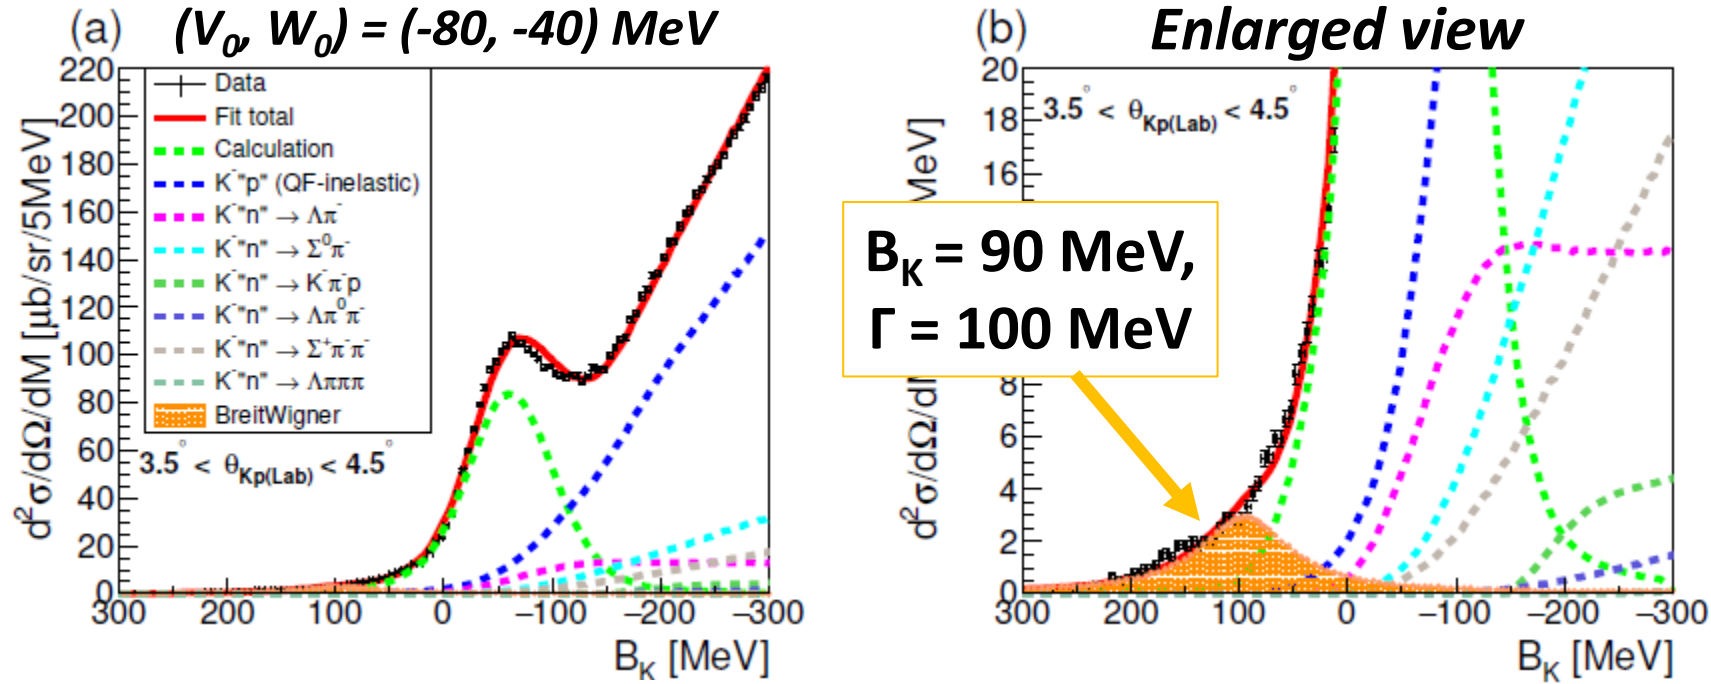 (a) (V₀, W₀) = (-80, -40) MeV
220
200
180
160
140
120
100
80
60
40
20
0
d²σ/dΩ/dM [μb/sr/5MeV]
Data
Fit total
Calculation
K⁻"p" (QF-inelastic)
K⁻"n" → Λπ⁻
K⁻"n" → Σ⁰π⁻
K⁻"n" → K⁻π⁻p
K⁻"n" → Λπ⁰π⁻
K⁻"n" → Σ⁺π⁻π⁻
K⁻"n" → Λπππ
BreitWigner
3.5° < θKp(Lab) < 4.5°
300 200 100 0 −100 −200 −300
B_K [MeV]
(b) Enlarged view
20
18
16
8
6
4
2
0
3.5° < θKp(Lab) < 4.5°
B_K = 90 MeV,
Γ = 100 MeV
300 200 100 0 −100 −200 −300
B_K [MeV]